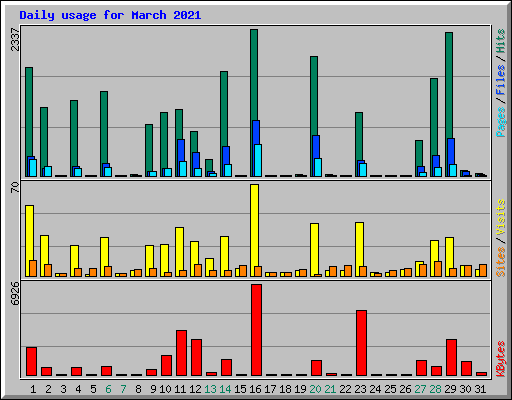 Daily usage for March 2021
2337
Pages / Files / Hits
70
Sites / Visits
6926
KBytes
1 2 3 4 5 6 7 8 9 10 11 12 13 14 15 16 17 18 19 20 21 22 23 24 25 26 27 28 29 30 31